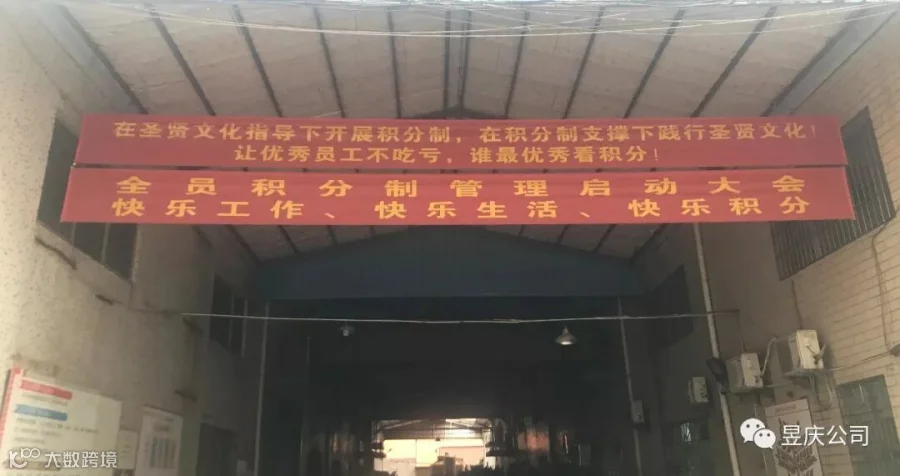 在圣贤文化指导下开展积分制，在积分制支撑下践行圣贤文化！
让优秀员工不吃亏，谁最优秀看积分！
全员积分制管理启动大会
快乐工作、快乐生活、快乐积分
昱庆公司
大数跨境